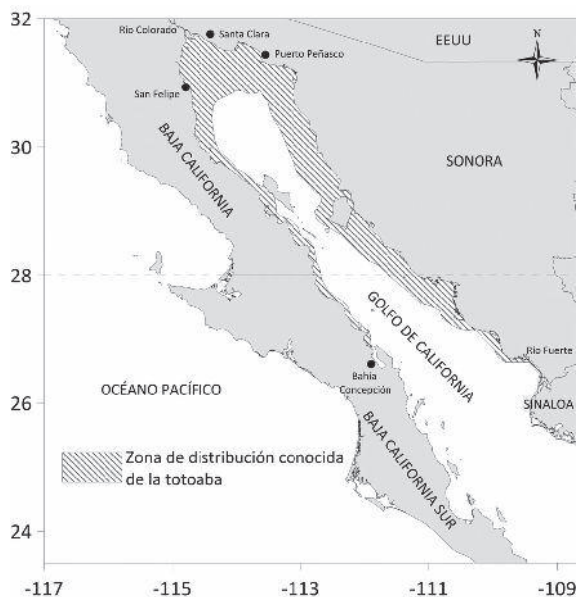 32
Río Colorado
Santa Clara
EEUU
N
Puerto Peñasco
San Felipe
30
BAJA CALIFORNIA
SONORA
28
GOLFO DE CALIFORNIA
Río Fuerte
Bahía
Concepción
OCÉANO PACÍFICO
26
SINALOA
BAJA CALIFORNIA SUR
Zona de distribución conocida
de la totoaba
24
-117
-115
-113
-111
-109